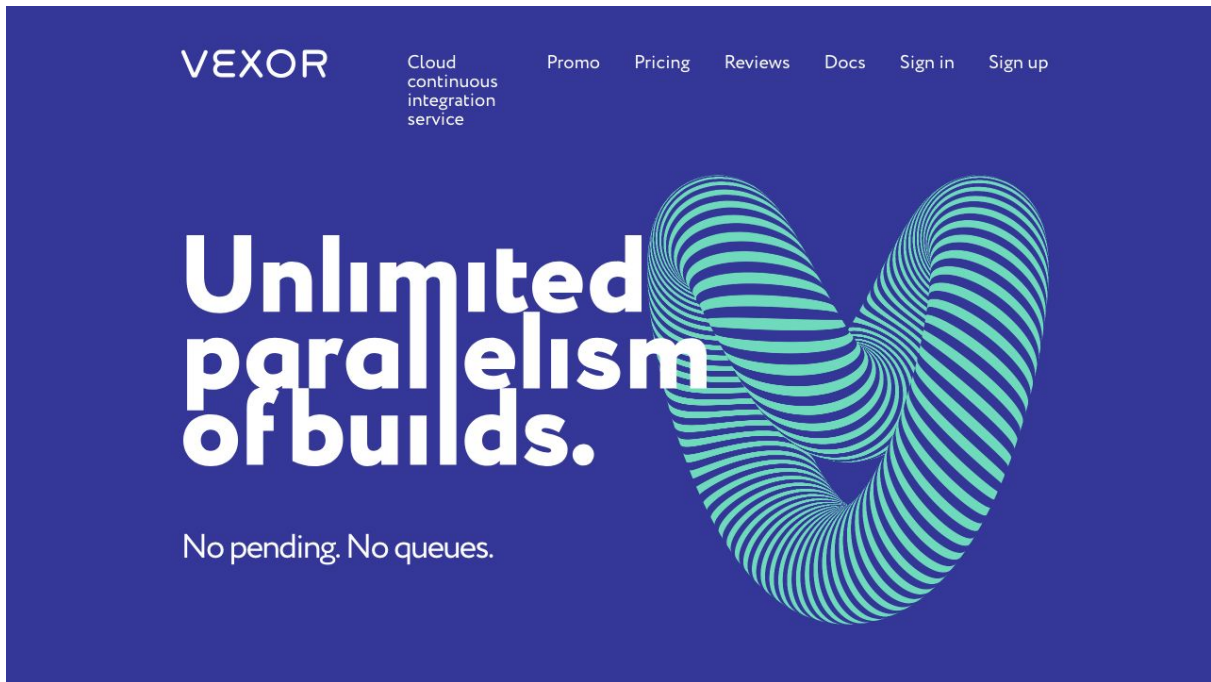 VEXOR
Cloud
continuous
integration
service
Promo Pricing Reviews Docs Sign in Sign up
Unlimited
parallelism
of builds.
No pending. No queues.